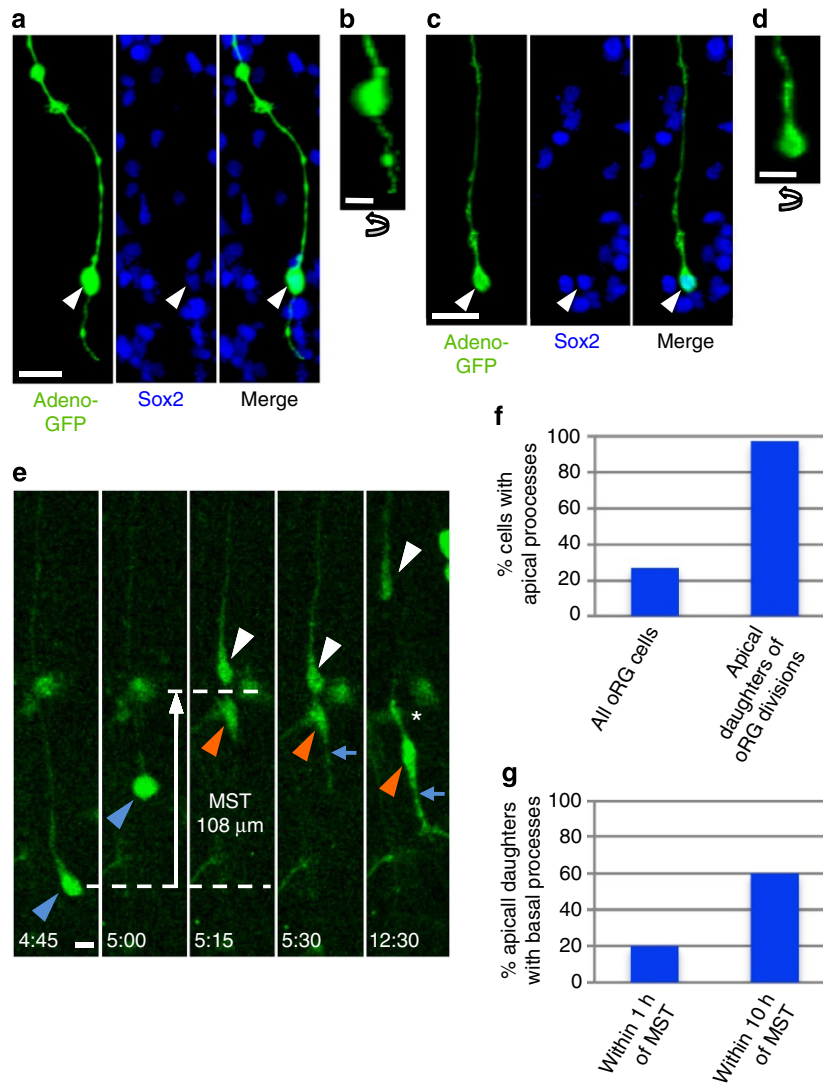 a
b
c
d
Adeno-
GFP
Sox2
Merge
Adeno-
GFP
Sox2
Merge
e
MST
108 μm
4:45
5:00
5:15
5:30
12:30
*
f
% cells with
apical proocesses
100
80
60
40
20
0
All oRG cells
Apical
daughters of
oRG divisions
g
% apicall daughters
with basal processes
100
80
60
40
20
0
Within 1 h
of MST
Within 10 h
of MST